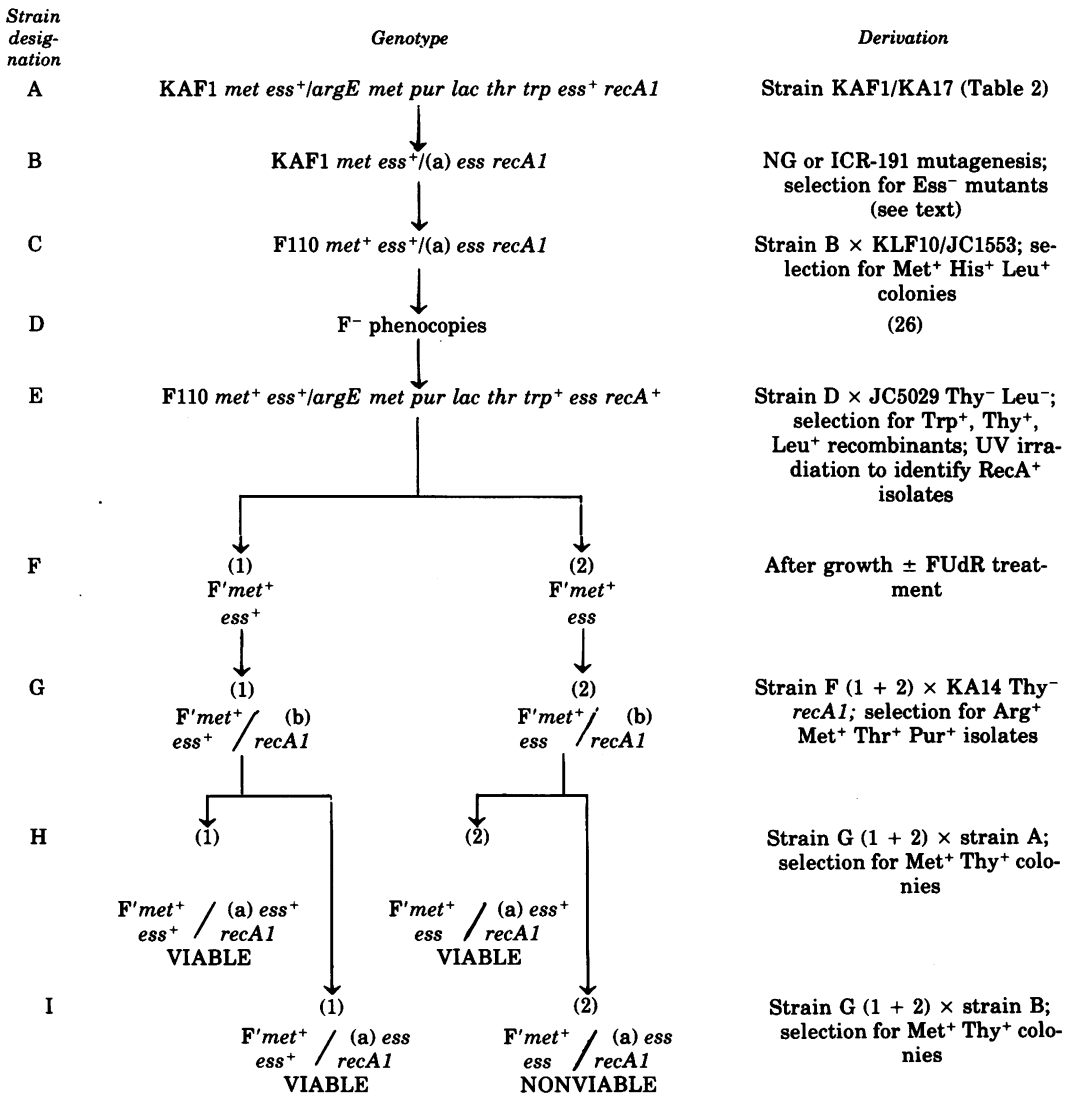 Strain
desig-
nation
Genotype
Derivation
A
KAF1 met ess⁺/argE met pur lac thr trp ess⁺ recA1
Strain KAF1/KA17 (Table 2)
B
KAF1 met ess⁺/(a) ess recA1
NG or ICR-191 mutagenesis;
selection for Ess⁻ mutants
(see text)
C
F110 met⁺ ess⁺/(a) ess recA1
Strain B × KLF10/JC1553; se-
lection for Met⁺ His⁺ Leu⁺
colonies
D
F⁻ phenocopies
(26)
E
F110 met⁺ ess⁺/argE met pur lac thr trp⁺ ess recA⁺
Strain D × JC5029 Thy⁻ Leu⁻;
selection for Trp⁺, Thy⁺,
Leu⁺ recombinants; UV irra-
diation to identify RecA⁺
isolates
F
(1)
F′met⁺
ess⁺
(2)
F′met⁺
ess
After growth ± FUdR treat-
ment
G
(1)
F′met⁺ / (b)
ess⁺ / recA1
(2)
F′met⁺ / (b)
ess / recA1
Strain F (1 + 2) × KA14 Thy⁻
recA1; selection for Arg⁺
Met⁺ Thr⁺ Pur⁺ isolates
H
(1)
F′met⁺ / (a) ess⁺
ess⁺ / recA1
VIABLE
(2)
F′met⁺ / (a) ess⁺
ess / recA1
VIABLE
Strain G (1 + 2) × strain A;
selection for Met⁺ Thy⁺ colo-
nies
I
(1)
F′met⁺ / (a) ess
ess⁺ / recA1
VIABLE
(2)
F′met⁺ / (a) ess
ess / recA1
NONVIABLE
Strain G (1 + 2) × strain B;
selection for Met⁺ Thy⁺ colo-
nies